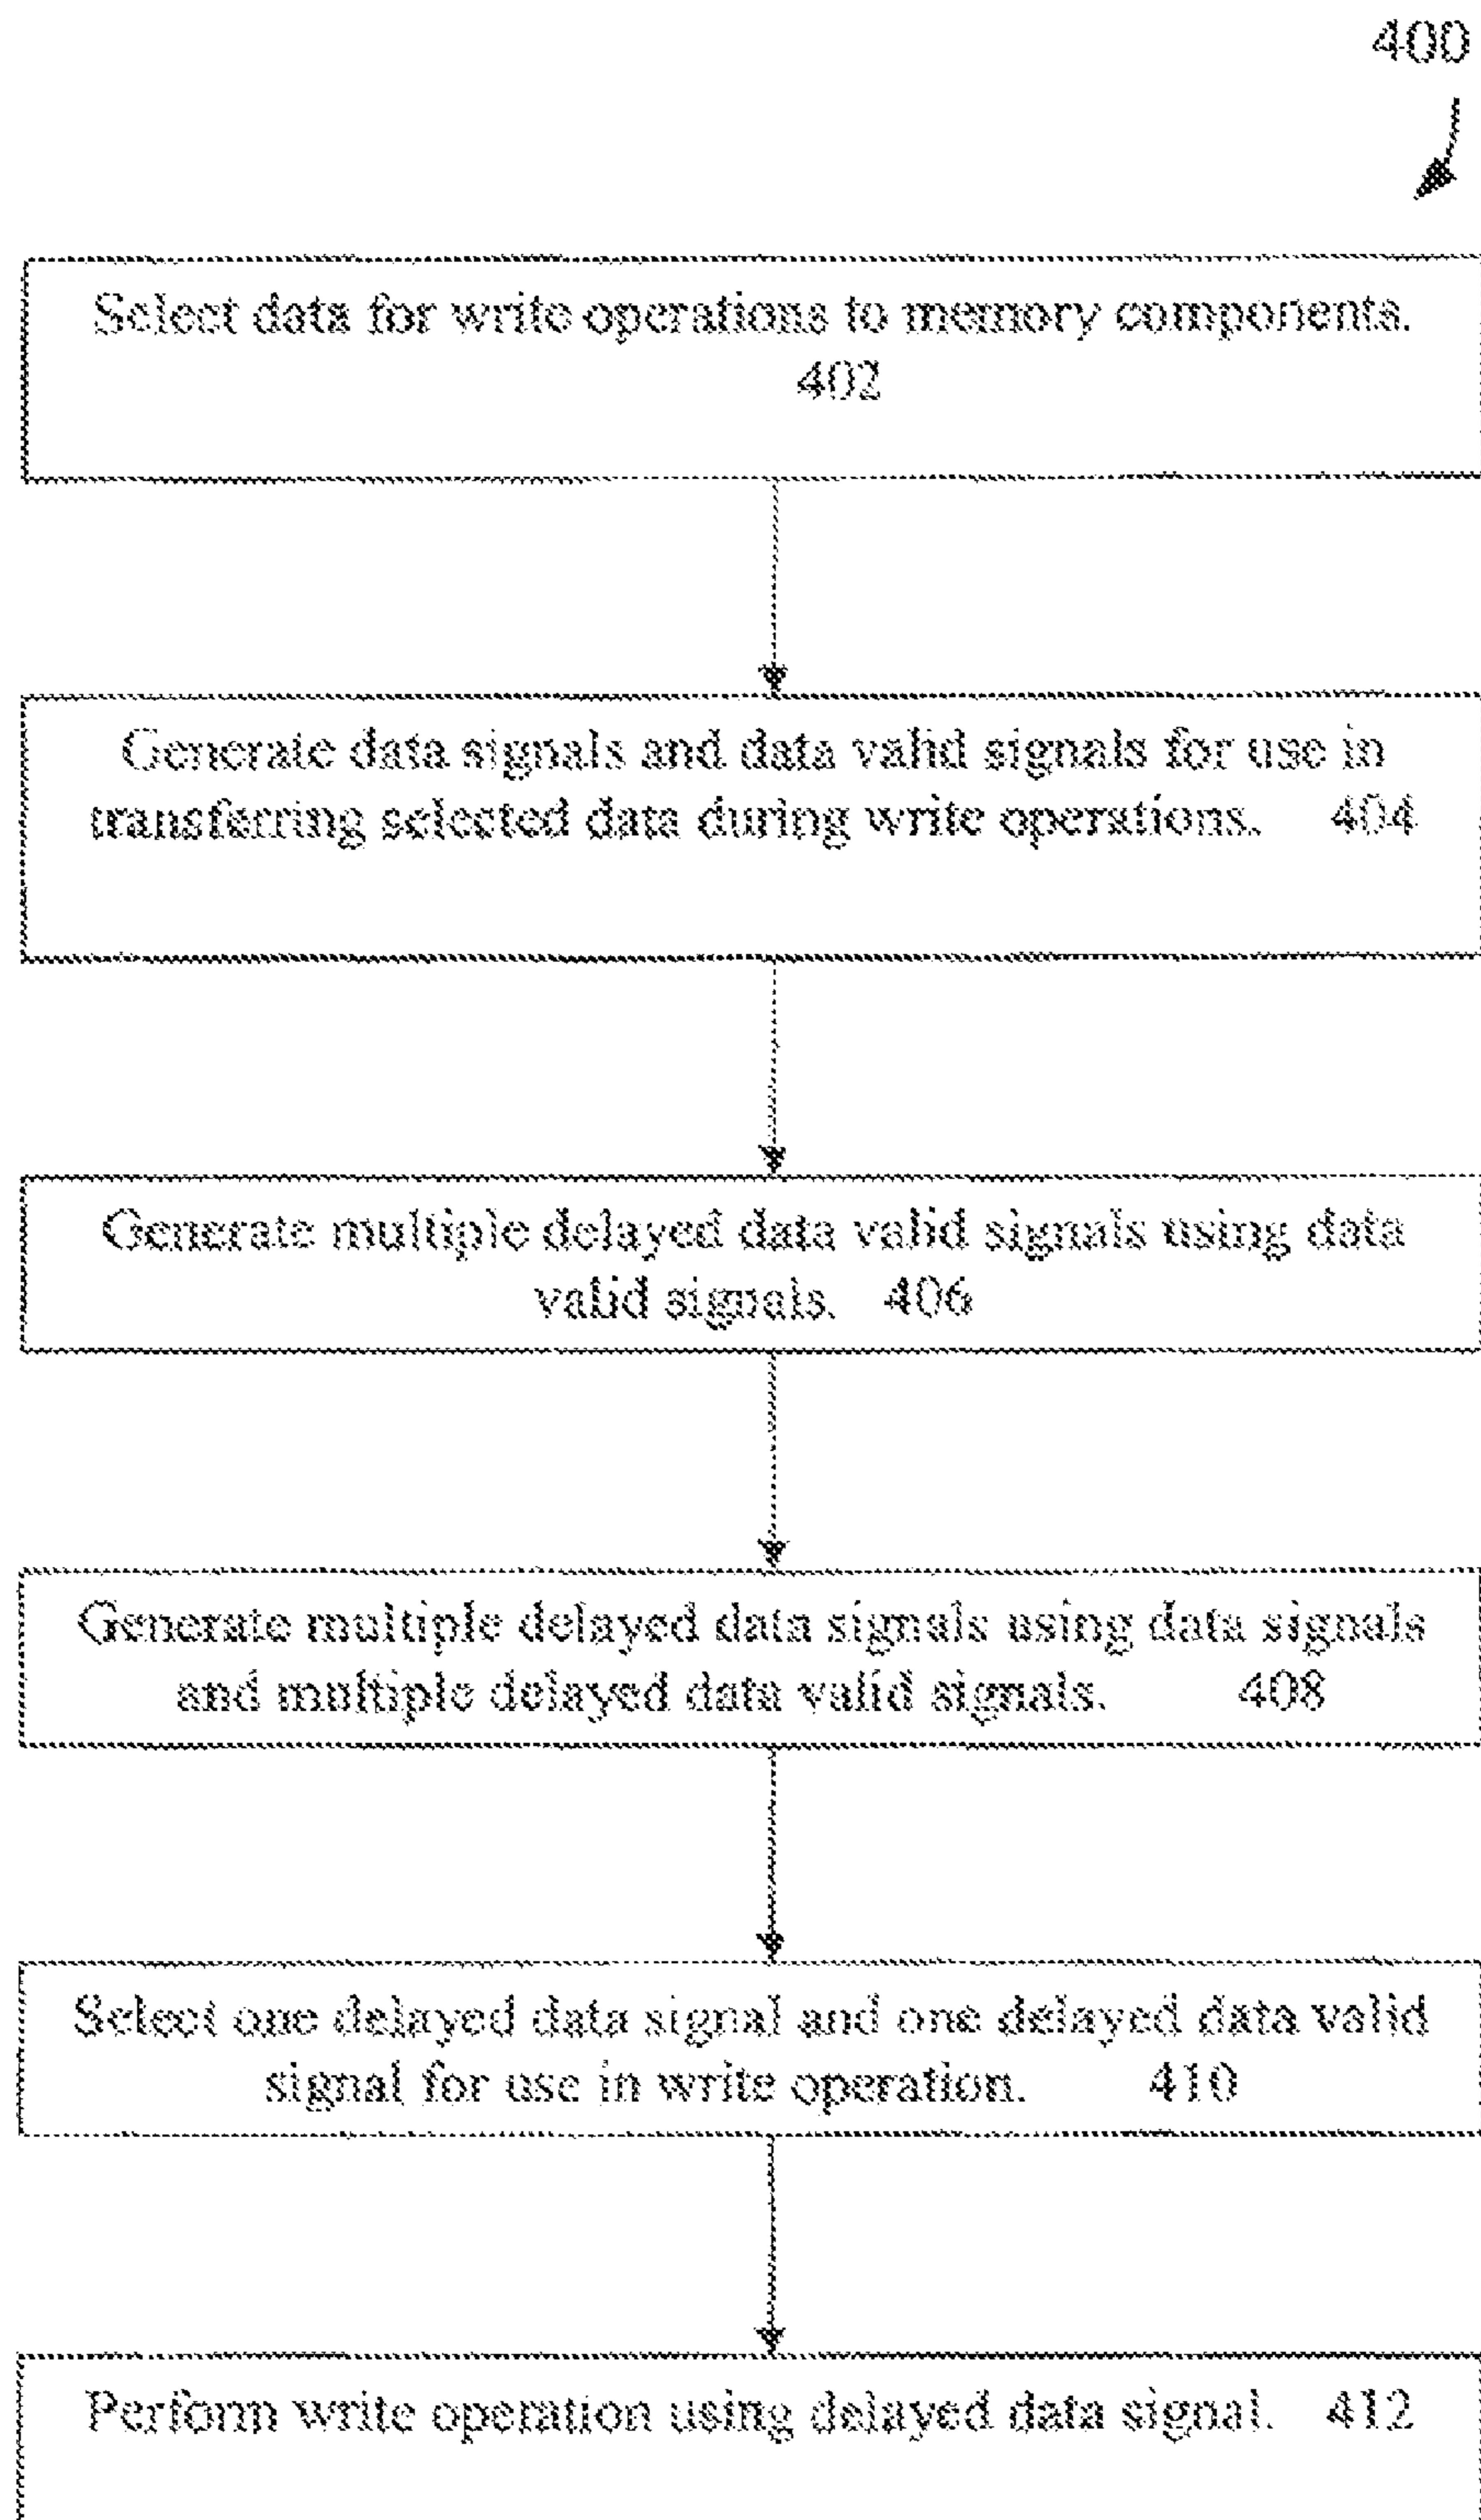 400
Select data for write operations to memory components.
402
Generate data signals and data valid signals for use in
transferring selected data during write operations. 404
Generate multiple delayed data valid signals using data
valid signals. 406
Generate multiple delayed data signals using data signals
and multiple delayed data valid signals. 408
Select one delayed data signal and one delayed data valid
signal for use in write operation. 410
Perform write operation using delayed data signal. 412